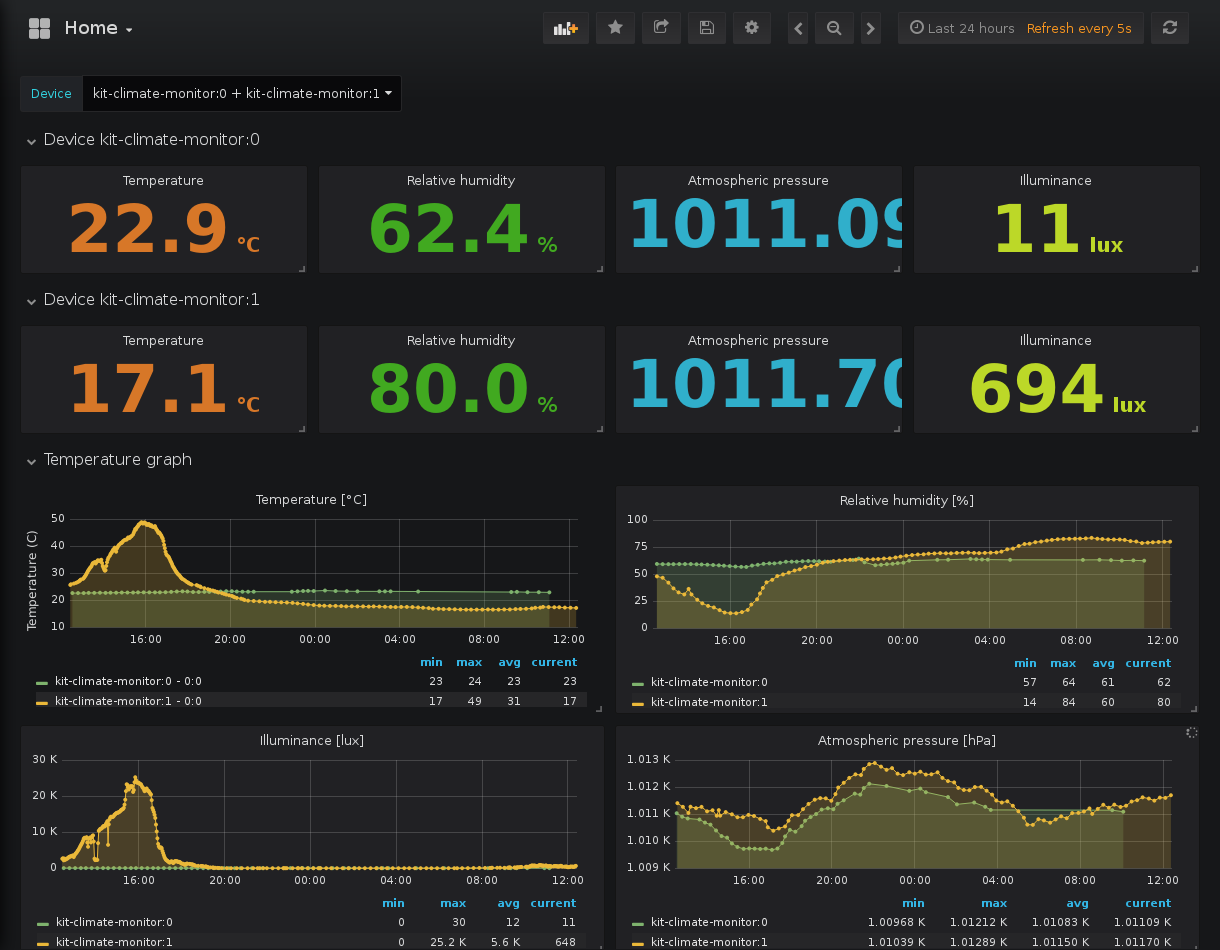 Home
Last 24 hours Refresh every 5s
Device kit-climate-monitor:0 + kit-climate-monitor:1
Device kit-climate-monitor:0
Temperature Relative humidity Atmospheric pressure Illuminance
22.9 °C 62.4 % 1011.09 11 lux
Device kit-climate-monitor:1
Temperature Relative humidity Atmospheric pressure Illuminance
17.1 °C 80.0 % 1011.70 694 lux
Temperature graph
Temperature [°C]
Temperature (C)
50
40
30
20
10
16:00 20:00 00:00 04:00 08:00 12:00
min max avg current
kit-climate-monitor:0 - 0:0 23 24 23 23
kit-climate-monitor:1 - 0:0 17 49 31 17
Relative humidity [%]
100
75
50
25
0
16:00 20:00 00:00 04:00 08:00 12:00
min max avg current
kit-climate-monitor:0 57 64 61 62
kit-climate-monitor:1 14 84 60 80
Illuminance [lux]
30 K
20 K
10 K
0
16:00 20:00 00:00 04:00 08:00 12:00
min max avg current
kit-climate-monitor:0 0 30 12 11
kit-climate-monitor:1 0 25.2 K 5.6 K 648
Atmospheric pressure [hPa]
1.013 K
1.012 K
1.011 K
1.010 K
1.009 K
16:00 20:00 00:00 04:00 08:00 12:00
min max avg current
kit-climate-monitor:0 1.00968 K 1.01212 K 1.01083 K 1.01109 K
kit-climate-monitor:1 1.01039 K 1.01289 K 1.01150 K 1.01170 K